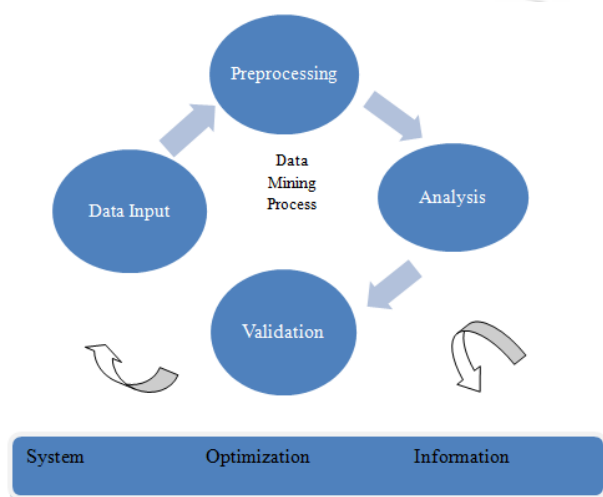 Preprocessing
Data
Mining
Process
Data Input
Analysis
Validation
System Optimization Information